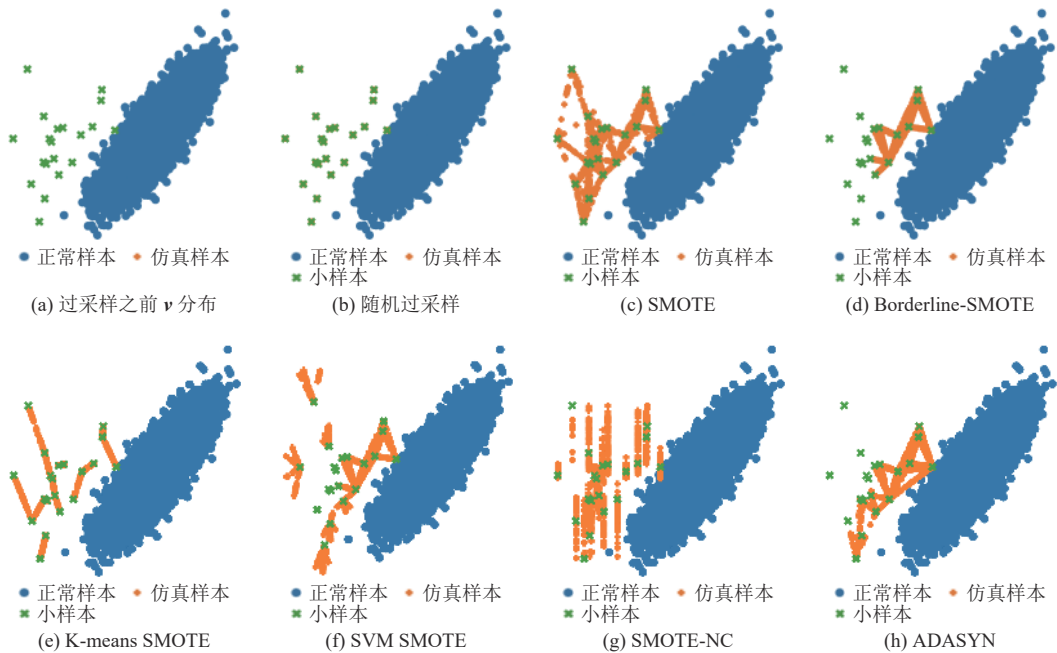 正常样本 仿真样本
(a) 过采样之前 v 分布
正常样本 仿真样本
小样本
(b) 随机过采样
正常样本 仿真样本
小样本
(c) SMOTE
正常样本 仿真样本
小样本
(d) Borderline-SMOTE
正常样本 仿真样本
小样本
(e) K-means SMOTE
正常样本 仿真样本
小样本
(f) SVM SMOTE
正常样本 仿真样本
小样本
(g) SMOTE-NC
正常样本 仿真样本
小样本
(h) ADASYN